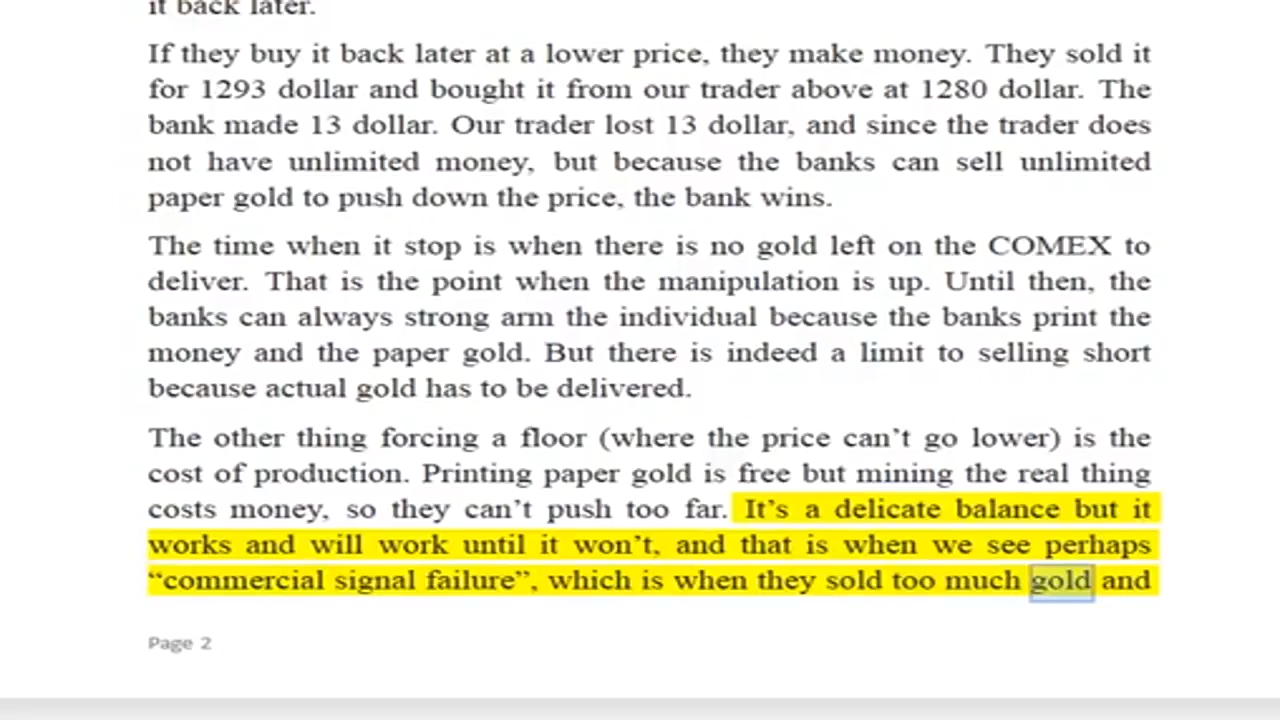 it back later.
If they buy it back later at a lower price, they make money. They sold it
for 1293 dollar and bought it from our trader above at 1280 dollar. The
bank made 13 dollar. Our trader lost 13 dollar, and since the trader does
not have unlimited money, but because the banks can sell unlimited
paper gold to push down the price, the bank wins.
The time when it stop is when there is no gold left on the COMEX to
deliver. That is the point when the manipulation is up. Until then, the
banks can always strong arm the individual because the banks print the
money and the paper gold. But there is indeed a limit to selling short
because actual gold has to be delivered.
The other thing forcing a floor (where the price can’t go lower) is the
cost of production. Printing paper gold is free but mining the real thing
costs money, so they can’t push too far. It’s a delicate balance but it
works and will work until it won’t, and that is when we see perhaps
“commercial signal failure”, which is when they sold too much gold and
Page 2